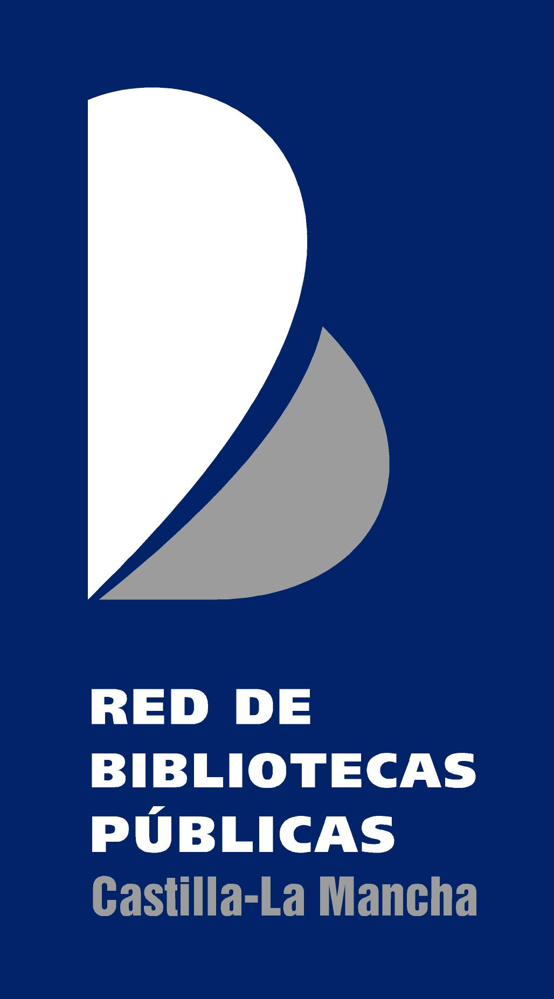 RED DE
BIBLIOTECAS
PÚBLICAS
Castilla-La Mancha